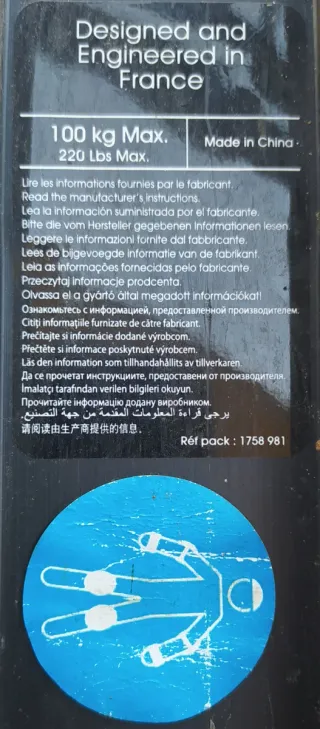 Designed and
Engineered in
France
100 kg Max.
220 Lbs Max.
Made in China
Lire les informations fournies par le fabricant.
Read the manufacturer's instructions.
Lea la información suministrada por el fabricante.
Bitte die vom Hersteller gegebenen Informationen lesen.
Leggere le informazioni fornite dal fabbricante.
Lees de bijgevoegde informatie van de fabrikant.
Leia as informações fornecidas pelo fabricante
Przeczytaj informacje prodcenta.
Olvassa el a gyártó által megadott információkat!
Ознакомьтесь с информацией, предоставленной производителем.
Citiți informațiile furnizate de către fabricant.
Prečítajte si informácie dodané výrobcom.
Přečtěte si informace poskytnuté výrobcem.
Läs den information som tillhandahållits av tillverkaren.
Да се прочетат инструкциите, предоставени от производителя.
İmalatçı tarafından verilen bilgileri okuyun.
Прочитайте інформацію додану виробником.
يرجى قراءة المعلومات المقدمة من جهة التصنيع.
请阅读由生产商提供的信息.
Réf pack : 1758 981